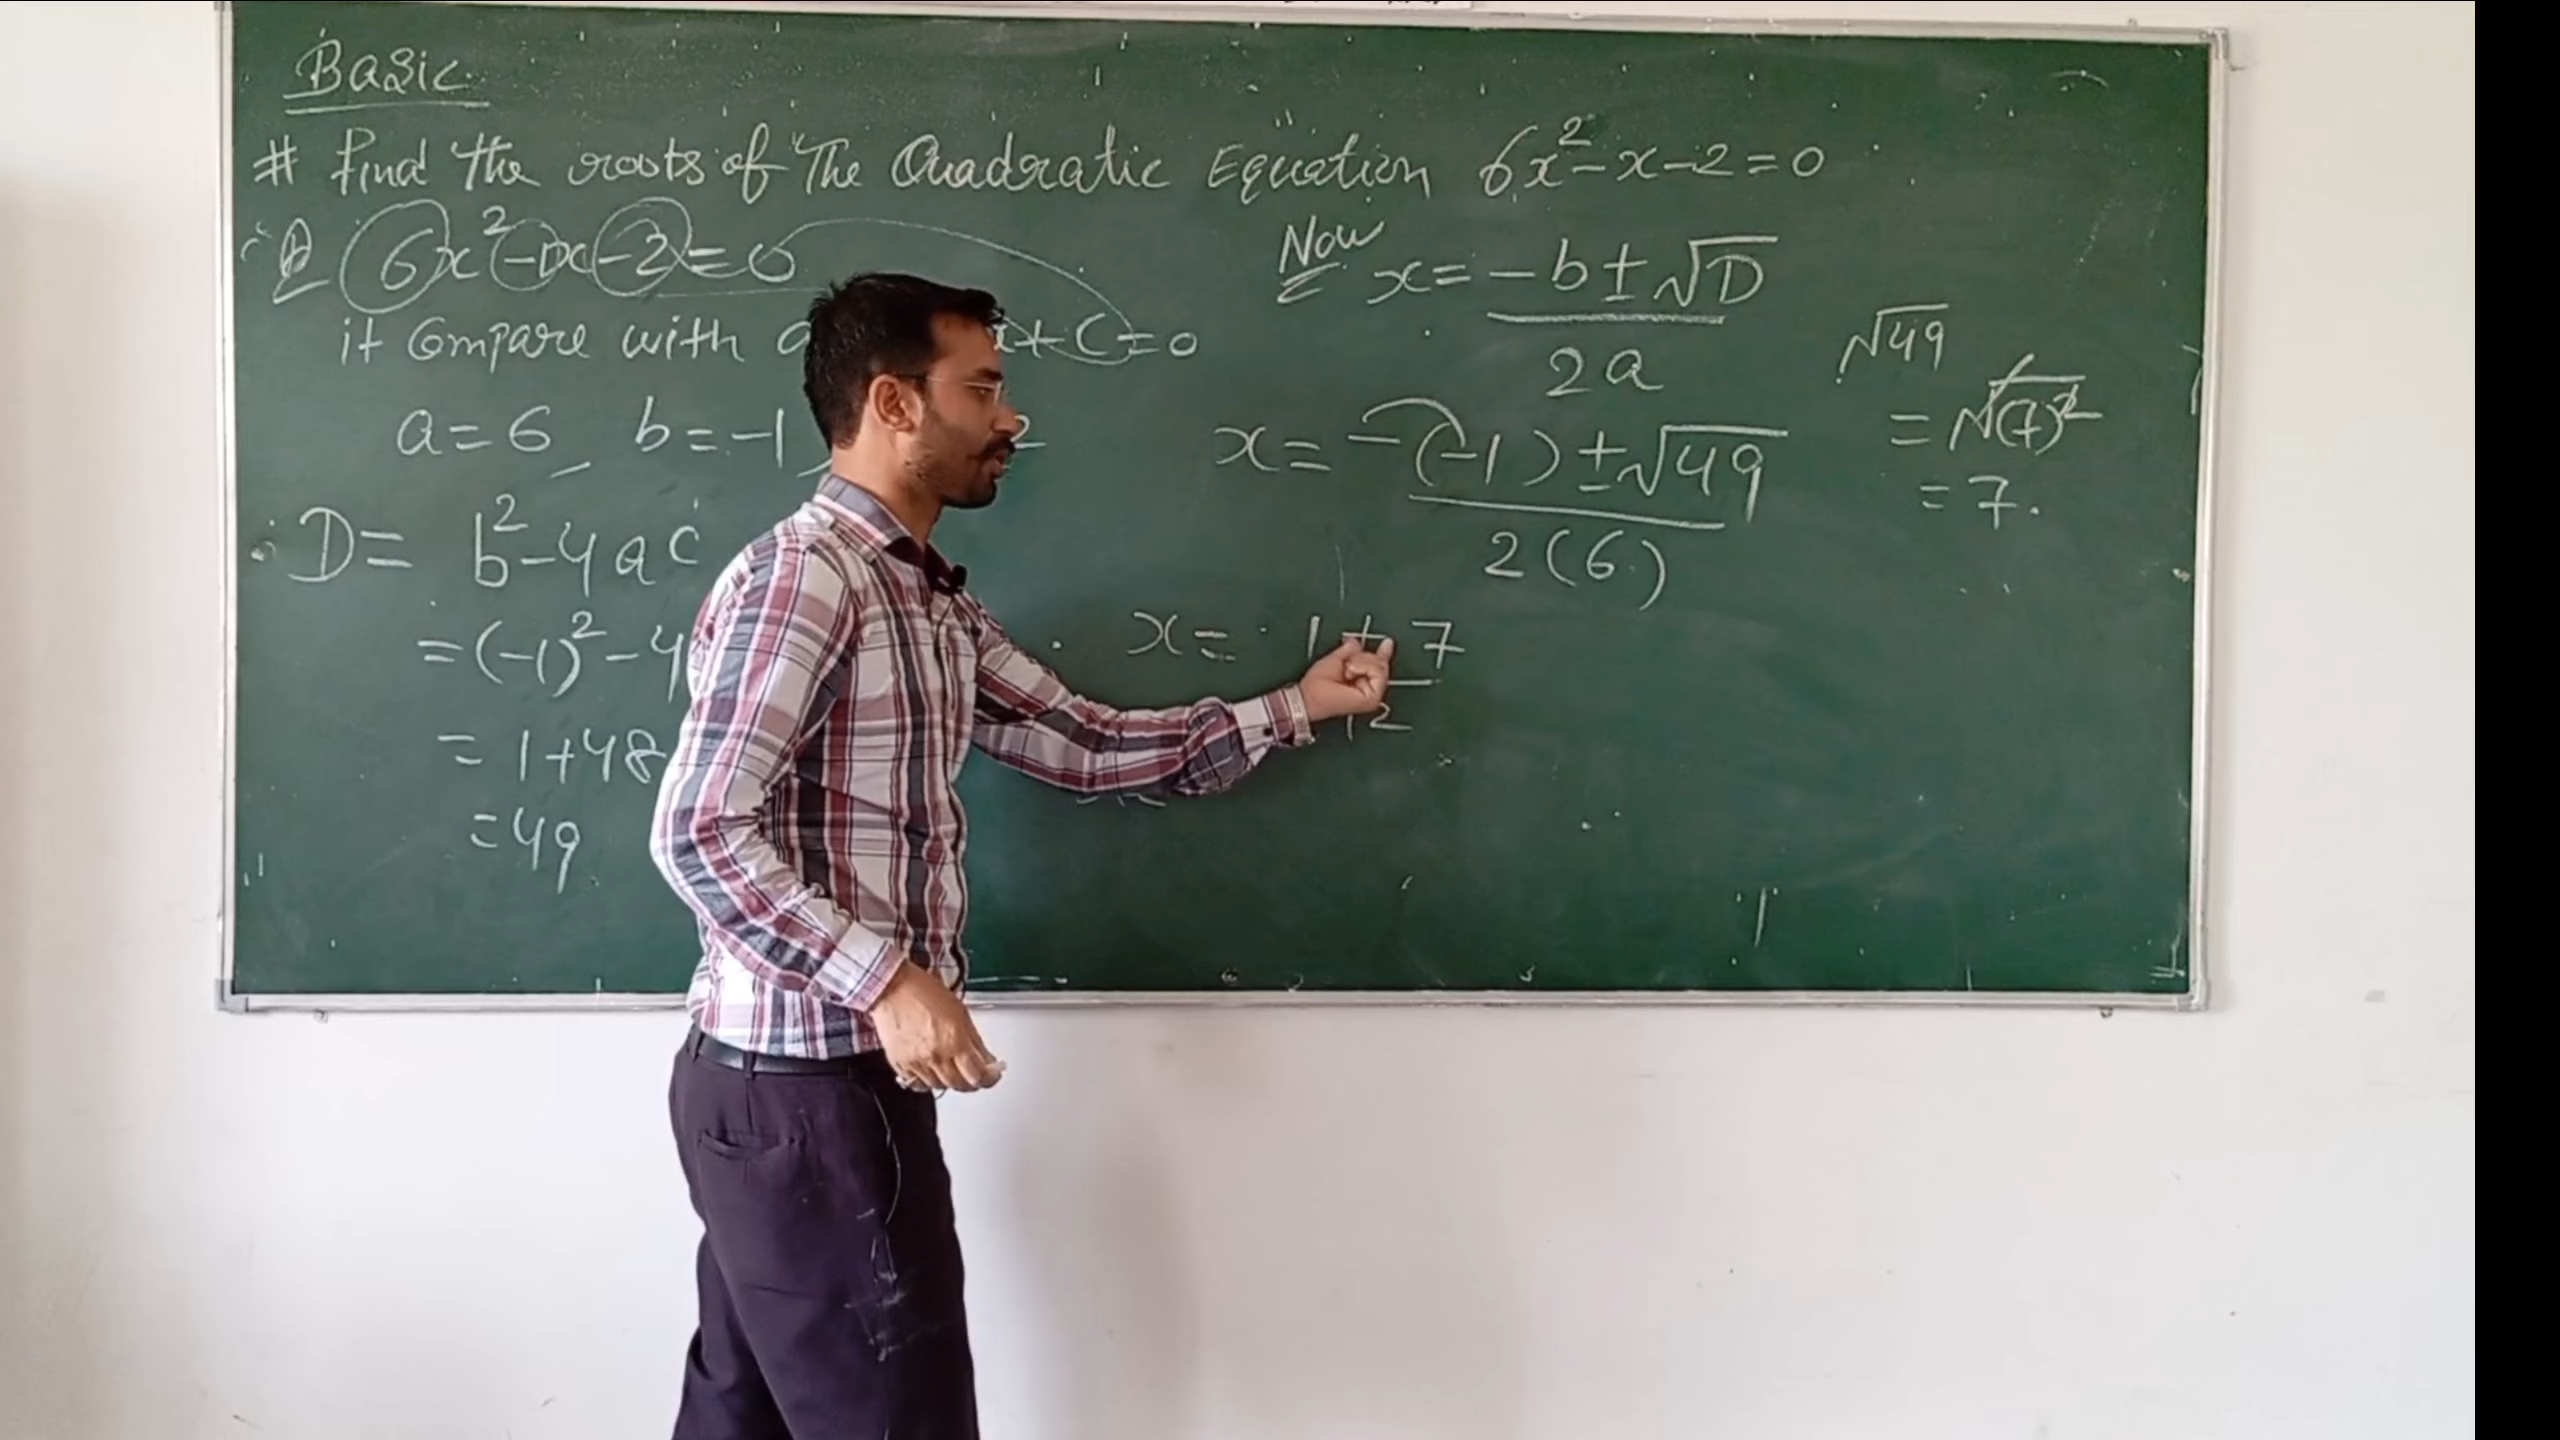 Basic
# Find the roots of The Quadratic Equation 6x²-x-2=0
6x²-1x-2=0
it Compare with a x+C=0
a=6, b=-1, 2
D= b²-4ac
=(-1)²-4(
= 1+48
=49
Now x= -b±√D
2a
x= -(-1)±√49
2(6)
x= 1±7
12
√49
= √(7)²
= 7.